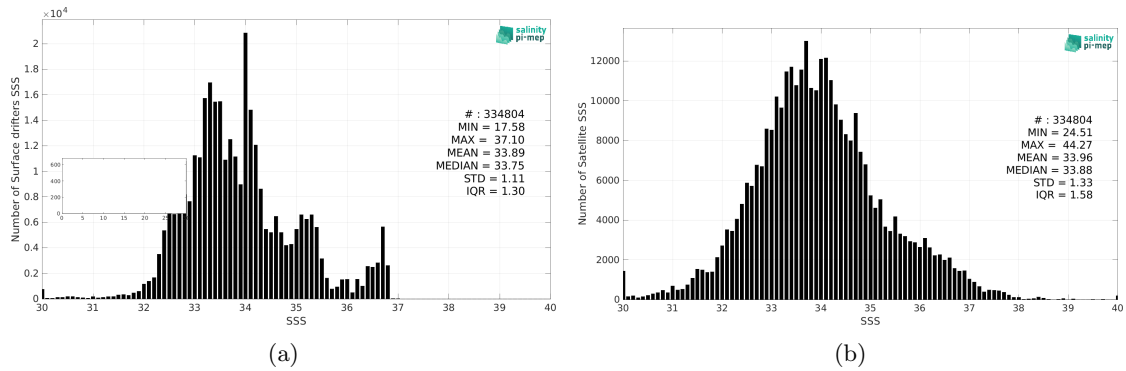 ×10⁴
2
1.8
1.6
1.4
1.2
1
0.8
0.6
0.4
0.2
0
Number of Surface drifters SSS
salinity
pi-mep
# : 334804
MIN = 17.58
MAX = 37.10
MEAN = 33.89
MEDIAN = 33.75
STD = 1.11
IQR = 1.30
600
400
200
0
0 5 10 15 20 25
30 31 32 33 34 35 36 37 38 39 40
SSS
(a)
12000
10000
8000
6000
4000
2000
0
Number of Satellite SSS
salinity
pi-mep
# : 334804
MIN = 24.51
MAX = 44.27
MEAN = 33.96
MEDIAN = 33.88
STD = 1.33
IQR = 1.58
30 31 32 33 34 35 36 37 38 39 40
SSS
(b)